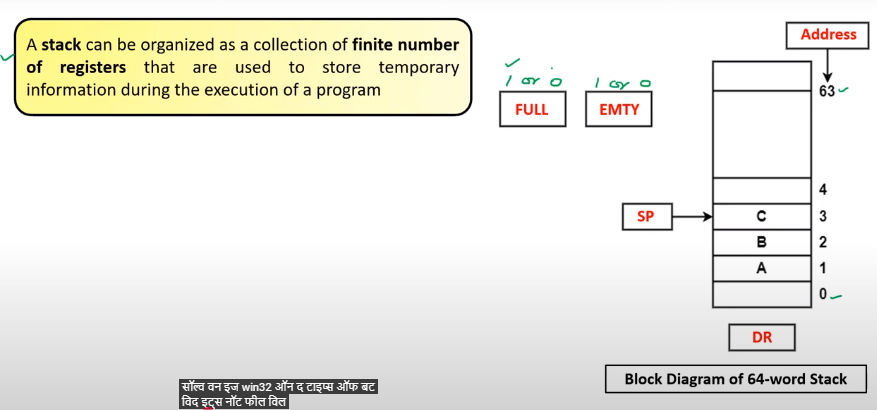 A stack can be organized as a collection of finite number
of registers that are used to store temporary
information during the execution of a program
1 or 0
1 or 0
FULL
EMTY
Address
63
4
SP
C
3
B
2
A
1
0
DR
Block Diagram of 64-word Stack
सॉल्व वन इज win32 ऑन द टाइप्स ऑफ बट
विद इट्स नॉट फील विल